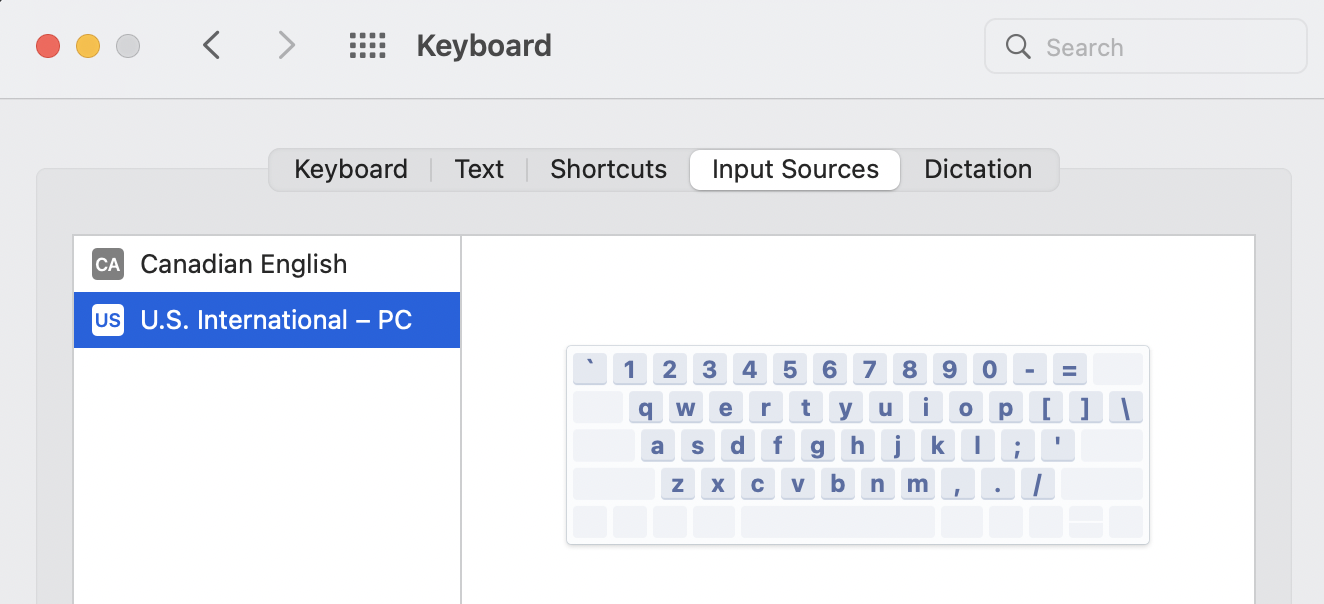 Keyboard
Search
Keyboard Text Shortcuts Input Sources Dictation
CA Canadian English
US U.S. International – PC
` 1 2 3 4 5 6 7 8 9 0 - =
q w e r t y u i o p [ ] \
a s d f g h j k l ; '
z x c v b n m , . /